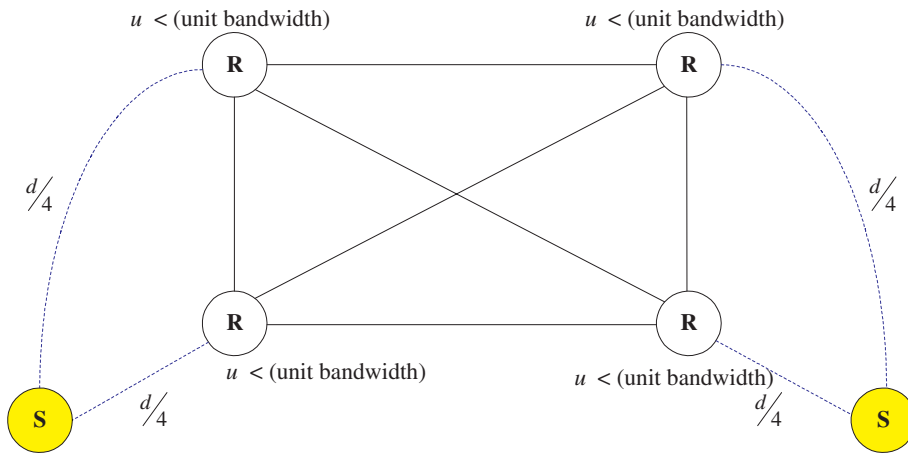 u < (unit bandwidth)
u < (unit bandwidth)
R
R
d/4
d/4
R
R
u < (unit bandwidth)
u < (unit bandwidth)
d/4
d/4
S
S